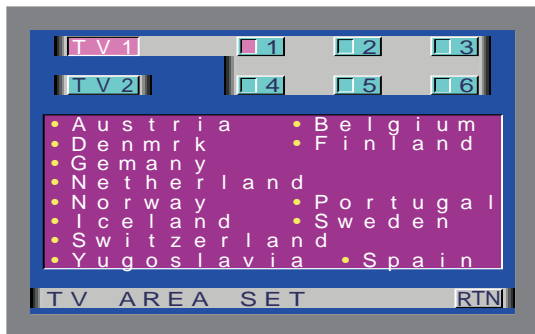 TV1 1 2 3
TV2 4 5 6
• Austria • Belgium
• Denmrk • Finland
• Gemany
• Netherland
• Norway • Portugal
• Iceland • Sweden
• Switzerland
• Yugoslavia • Spain
TV AREA SET RTN